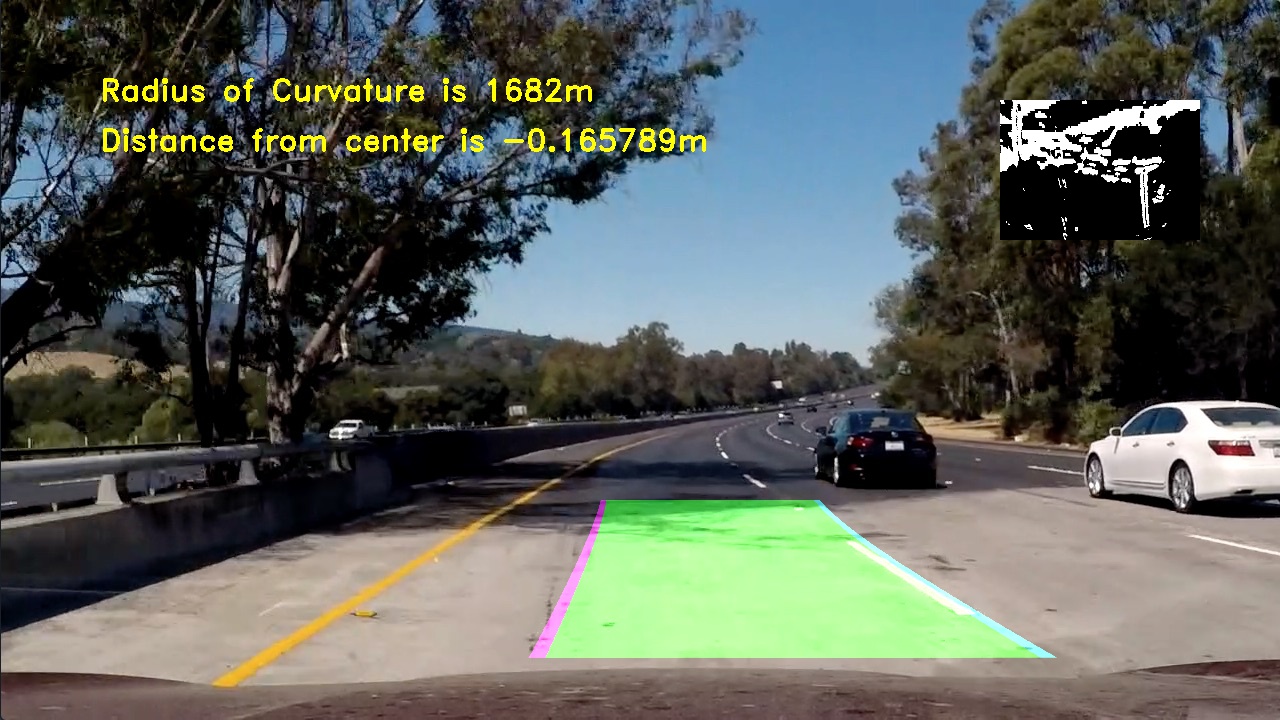 Radius of Curvature is 1682m
Distance from center is -0.165789m